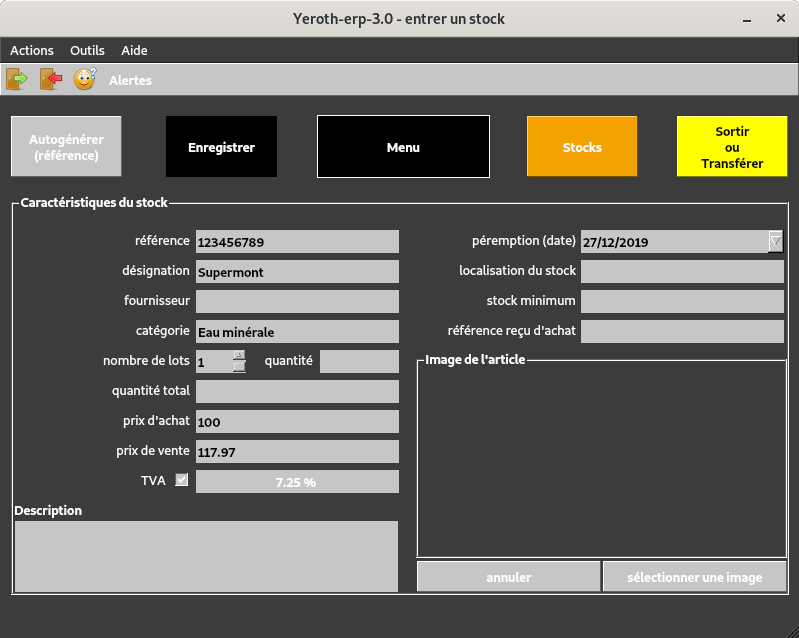 Yeroth-erp-3.0 - entrer un stock
Actions Outils Aide
Alertes
Autogénérer
(référence)
Enregistrer
Menu
Stocks
Sortir
ou
Transférer
Caractéristiques du stock
référence 123456789
désignation Supermont
fournisseur
catégorie Eau minérale
nombre de lots 1 quantité
quantité total
prix d'achat 100
prix de vente 117.97
TVA 7.25 %
Description
péremption (date) 27/12/2019
localisation du stock
stock minimum
référence reçu d'achat
Image de l'article
annuler
sélectionner une image